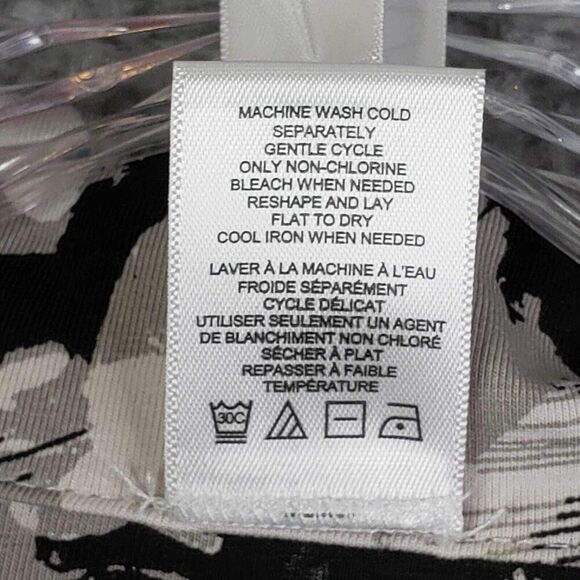 MACHINE WASH COLD
SEPARATELY
GENTLE CYCLE
ONLY NON-CHLORINE
BLEACH WHEN NEEDED
RESHAPE AND LAY
FLAT TO DRY
COOL IRON WHEN NEEDED
LAVER À LA MACHINE À L'EAU
FROIDE SÉPARÉMENT
CYCLE DÉLICAT
UTILISER SEULEMENT UN AGENT
DE BLANCHIMENT NON CHLORÉ
SÉCHER À PLAT
REPASSER À FAIBLE
TEMPÉRATURE
30C